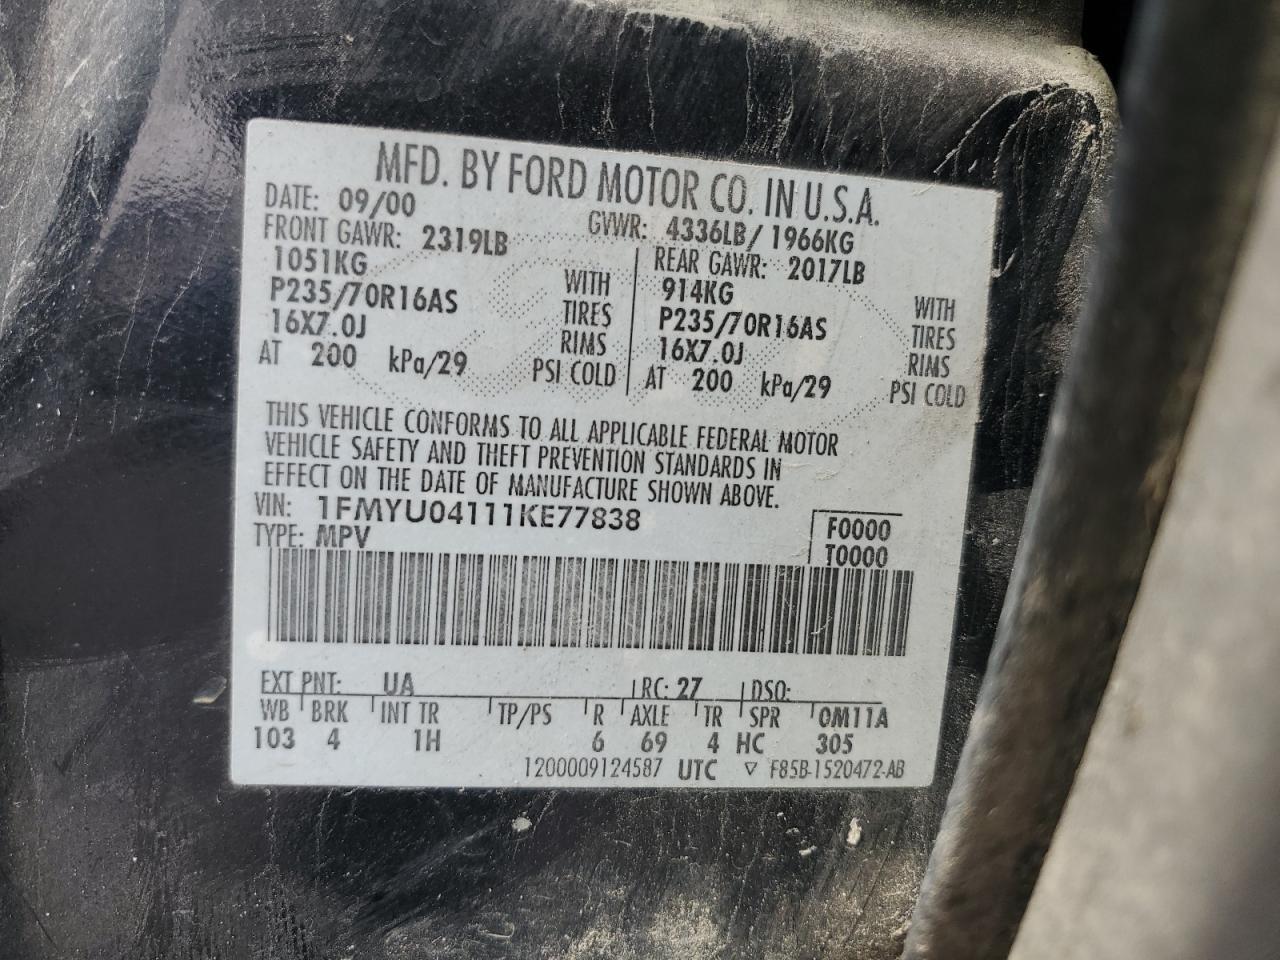 MFD. BY FORD MOTOR CO. IN U.S.A.
DATE: 09/00 GVWR: 4336LB/ 1966KG
FRONT GAWR: 2319LB REAR GAWR: 2017LB
1051KG WITH 914KG WITH
P235/70R16AS TIRES P235/70R16AS TIRES
16X7.0J RIMS 16X7.0J RIMS
AT 200 kPa/29 PSI COLD AT 200 kPa/29 PSI COLD
THIS VEHICLE CONFORMS TO ALL APPLICABLE FEDERAL MOTOR
VEHICLE SAFETY AND THEFT PREVENTION STANDARDS IN
EFFECT ON THE DATE OF MANUFACTURE SHOWN ABOVE.
VIN: 1FMYU04111KE77838 F0000
TYPE: MPV T0000
EXT PNT: UA RC: 27 DSO:
WB BRK INT TR TP/PS R AXLE TR SPR OM11A
103 4 1H 6 69 4 HC 305
1200009124587 UTC ▽ F85B-1520472-AB